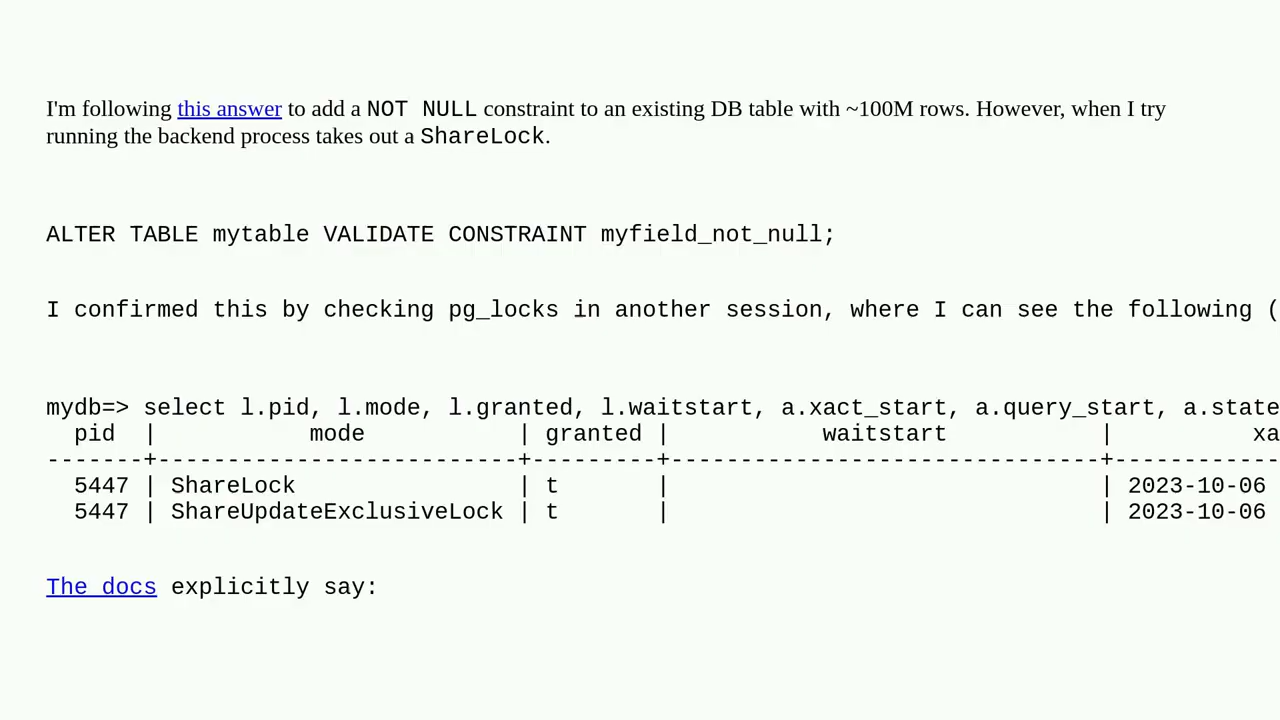 I'm following this answer to add a NOT NULL constraint to an existing DB table with ~100M rows. However, when I try
running the backend process takes out a ShareLock.
ALTER TABLE mytable VALIDATE CONSTRAINT myfield_not_null;
I confirmed this by checking pg_locks in another session, where I can see the following (
mydb=> select l.pid, l.mode, l.granted, l.waitstart, a.xact_start, a.query_start, a.state
  pid  |           mode           | granted |           waitstart           |          xa
-------+--------------------------+---------+-------------------------------+------------
  5447 | ShareLock                | t       |                               | 2023-10-06
  5447 | ShareUpdateExclusiveLock | t       |                               | 2023-10-06
The docs explicitly say: